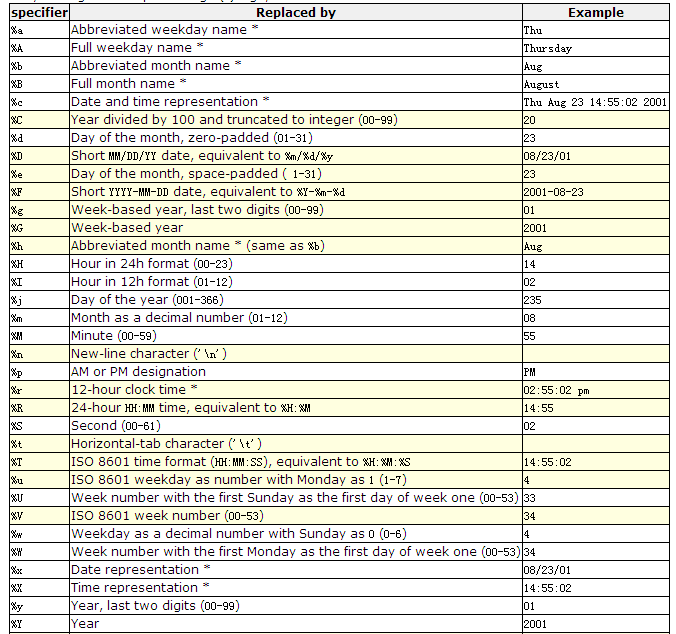 specifier Replaced by Example
%a Abbreviated weekday name * Thu
%A Full weekday name * Thursday
%b Abbreviated month name * Aug
%B Full month name * August
%c Date and time representation * Thu Aug 23 14:55:02 2001
%C Year divided by 100 and truncated to integer (00-99) 20
%d Day of the month, zero-padded (01-31) 23
%D Short MM/DD/YY date, equivalent to %m/%d/%y 08/23/01
%e Day of the month, space-padded ( 1-31) 23
%F Short YYYY-MM-DD date, equivalent to %Y-%m-%d 2001-08-23
%g Week-based year, last two digits (00-99) 01
%G Week-based year 2001
%h Abbreviated month name * (same as %b) Aug
%H Hour in 24h format (00-23) 14
%I Hour in 12h format (01-12) 02
%j Day of the year (001-366) 235
%m Month as a decimal number (01-12) 08
%M Minute (00-59) 55
%n New-line character ('\n')
%p AM or PM designation PM
%r 12-hour clock time * 02:55:02 pm
%R 24-hour HH:MM time, equivalent to %H:%M 14:55
%S Second (00-61) 02
%t Horizontal-tab character ('\t')
%T ISO 8601 time format (HH:MM:SS), equivalent to %H:%M:%S 14:55:02
%u ISO 8601 weekday as number with Monday as 1 (1-7) 4
%U Week number with the first Sunday as the first day of week one (00-53) 33
%V ISO 8601 week number (00-53) 34
%w Weekday as a decimal number with Sunday as 0 (0-6) 4
%W Week number with the first Monday as the first day of week one (00-53) 34
%x Date representation * 08/23/01
%X Time representation * 14:55:02
%y Year, last two digits (00-99) 01
%Y Year 2001